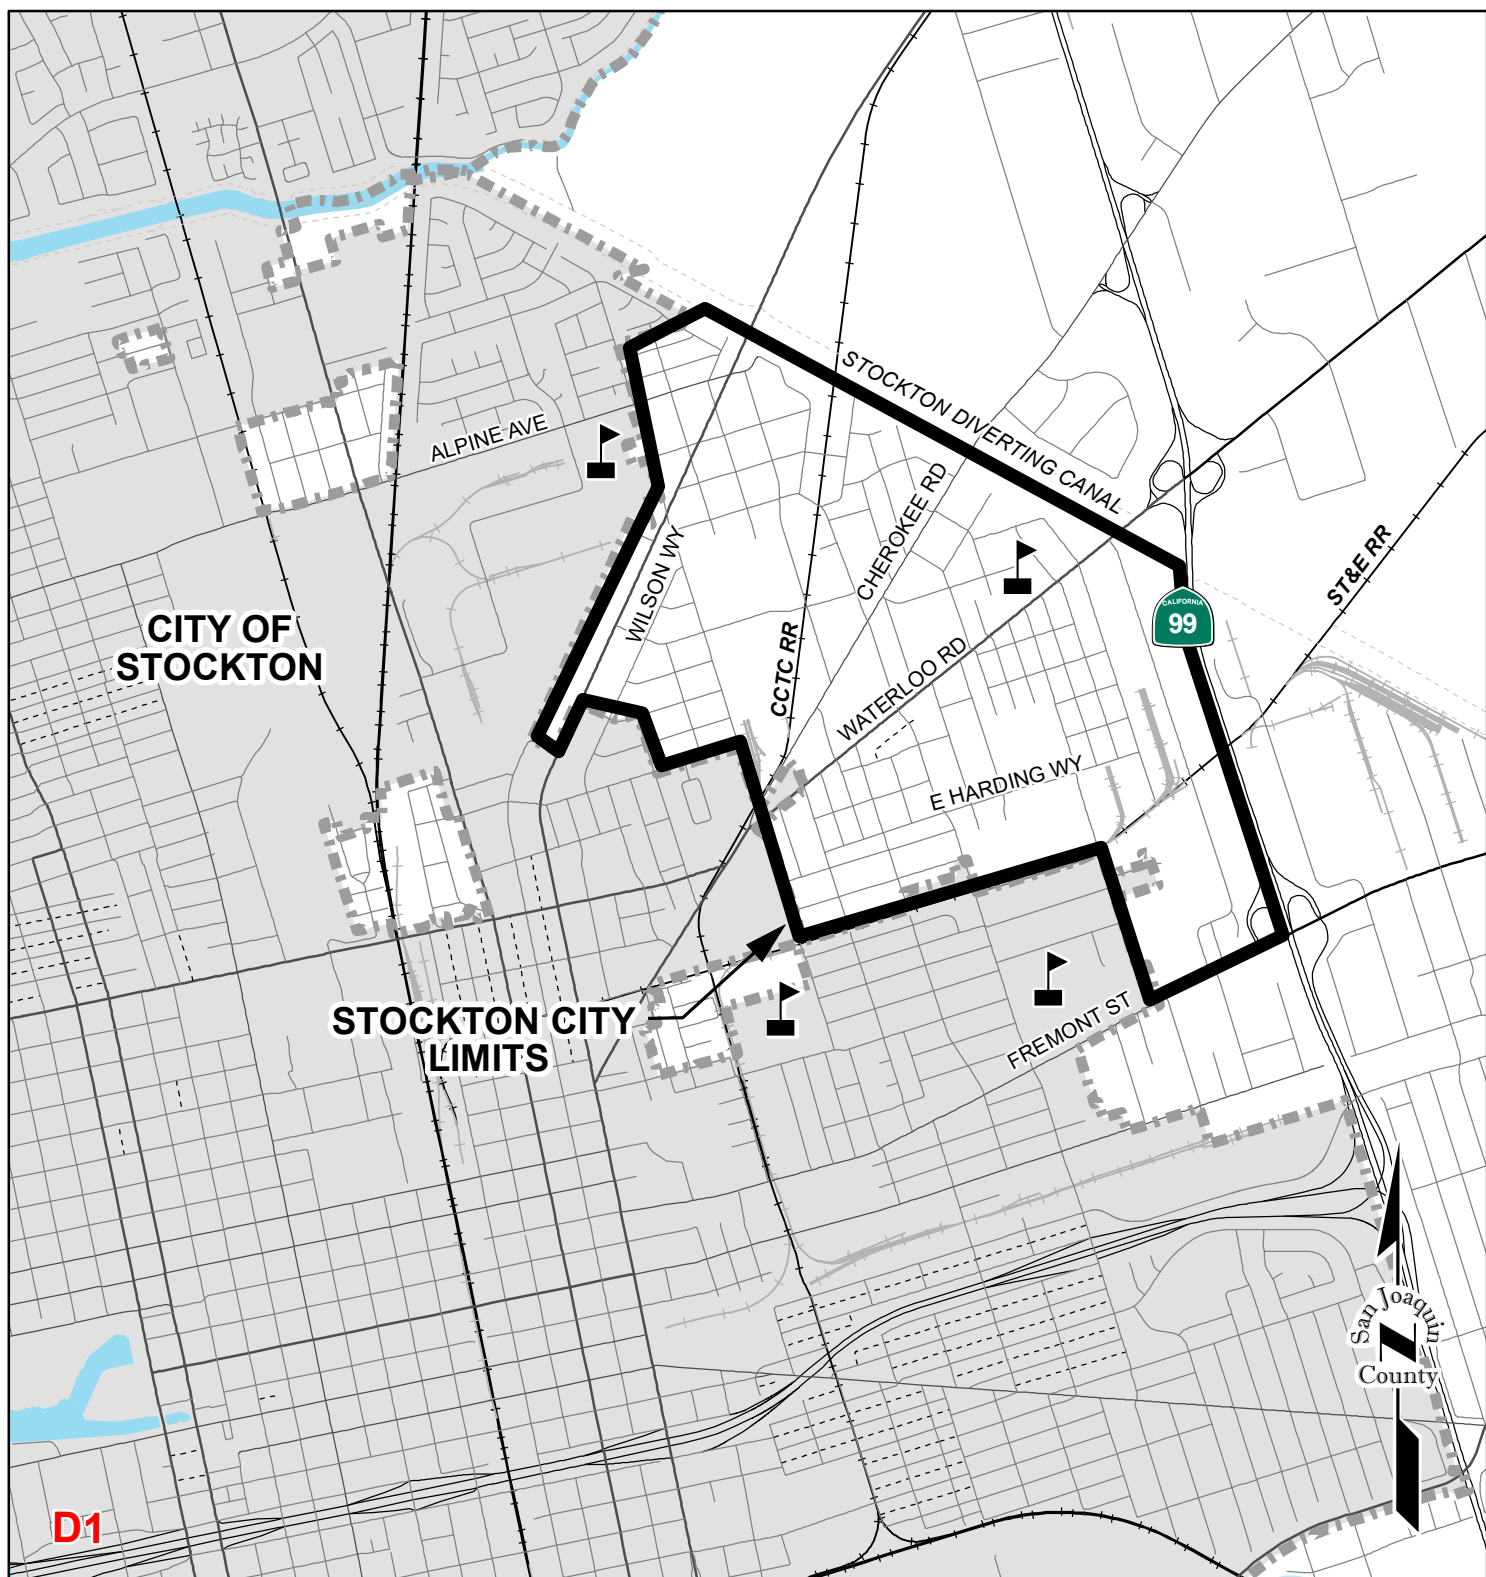 STOCKTON DIVERTING CANAL
ALPINE AVE
CHEROKEE RD
WILSON WY
ST&E RR
CALIFORNIA
99
CITY OF
STOCKTON
CCTC RR
WATERLOO RD
E HARDING WY
STOCKTON CITY
LIMITS
FREMONT ST
San Joaquin
County
D1